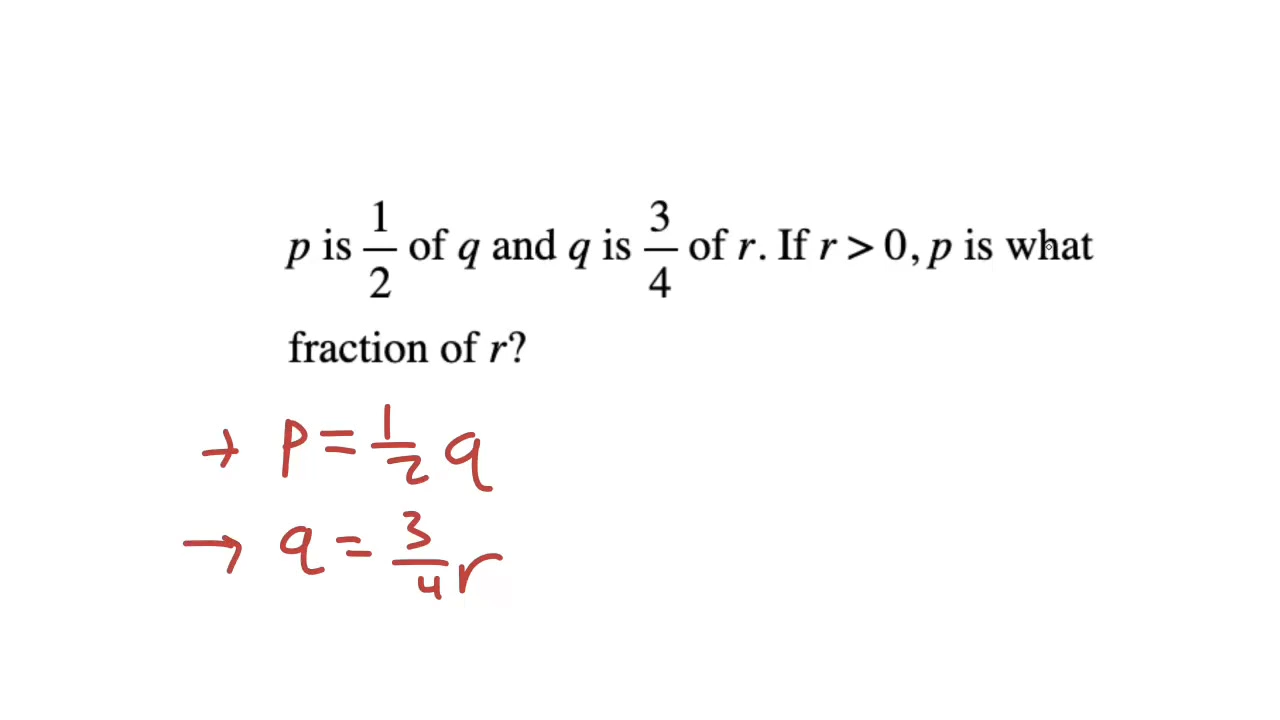 p is 1/2 of q and q is 3/4 of r. If r > 0, p is what
fraction of r?
→ p = 1/2 q
→ q = 3/4 r